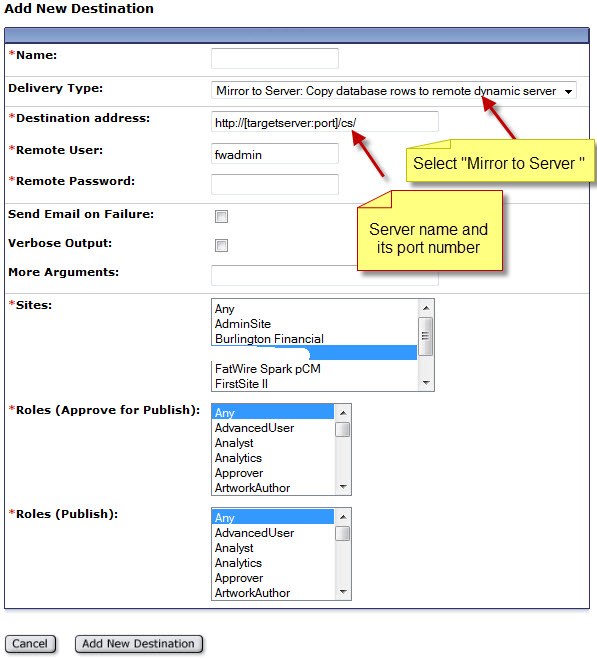 Add New Destination
*Name:
Delivery Type:
Mirror to Server: Copy database rows to remote dynamic server
*Destination address:
http://[targetserver:port]/cs/
*Remote User:
fwadmin
Select "Mirror to Server "
*Remote Password:
Server name and
its port number
Send Email on Failure:
Verbose Output:
More Arguments:
*Sites:
Any
AdminSite
Burlington Financial
FatWire Spark pCM
FirstSite II
*Roles (Approve for Publish):
Any
AdvancedUser
Analyst
Analytics
Approver
ArtworkAuthor
*Roles (Publish):
Any
AdvancedUser
Analyst
Analytics
Approver
ArtworkAuthor
Cancel
Add New Destination